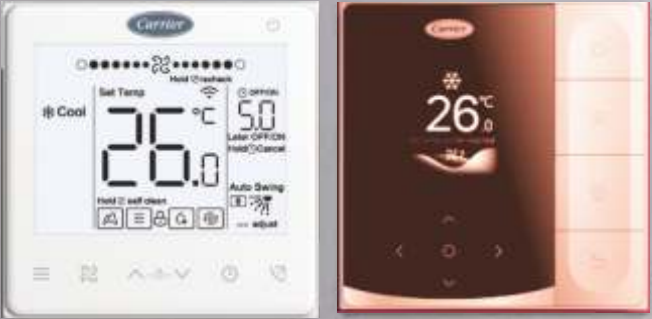 Carrier
Hold recheck
Set Temp
OFF/ON
Cool
26.0 °C
5.0
Later OFF/ON
Hold Cancel
Auto Swing
Hold self clean
adjust
Carrier
26.0 °C